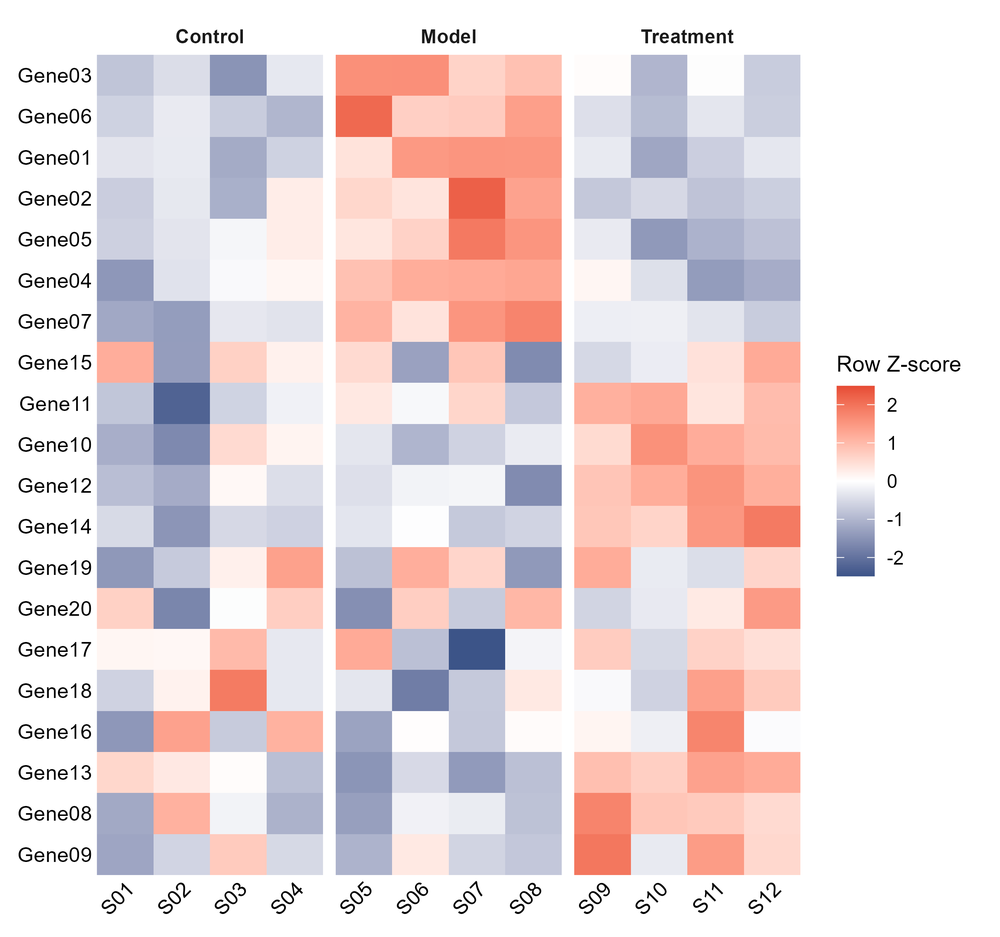 Control Model Treatment
Gene03
Gene06
Gene01
Gene02
Gene05
Gene04
Gene07
Gene15
Gene11
Gene10
Gene12
Gene14
Gene19
Gene20
Gene17
Gene18
Gene16
Gene13
Gene08
Gene09
S01 S02 S03 S04 S05 S06 S07 S08 S09 S10 S11 S12
Row Z-score
2
1
0
-1
-2